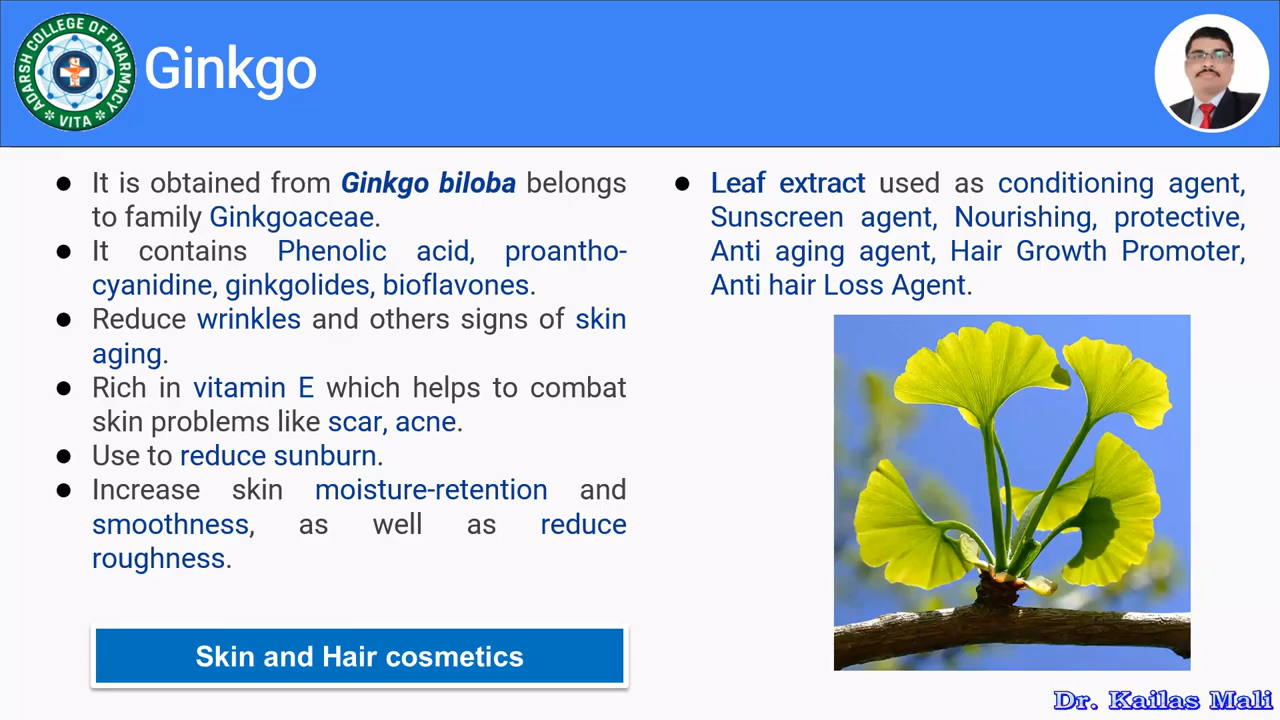 ADARSH COLLEGE OF PHARMACY
VITA
Ginkgo
● It is obtained from Ginkgo biloba belongs
to family Ginkgoaceae.
● It contains Phenolic acid, proantho-
cyanidine, ginkgolides, bioflavones.
● Reduce wrinkles and others signs of skin
aging.
● Rich in vitamin E which helps to combat
skin problems like scar, acne.
● Use to reduce sunburn.
● Increase skin moisture-retention and
smoothness, as well as reduce
roughness.
Skin and Hair cosmetics
● Leaf extract used as conditioning agent,
Sunscreen agent, Nourishing, protective,
Anti aging agent, Hair Growth Promoter,
Anti hair Loss Agent.
Dr. Kailas Mali